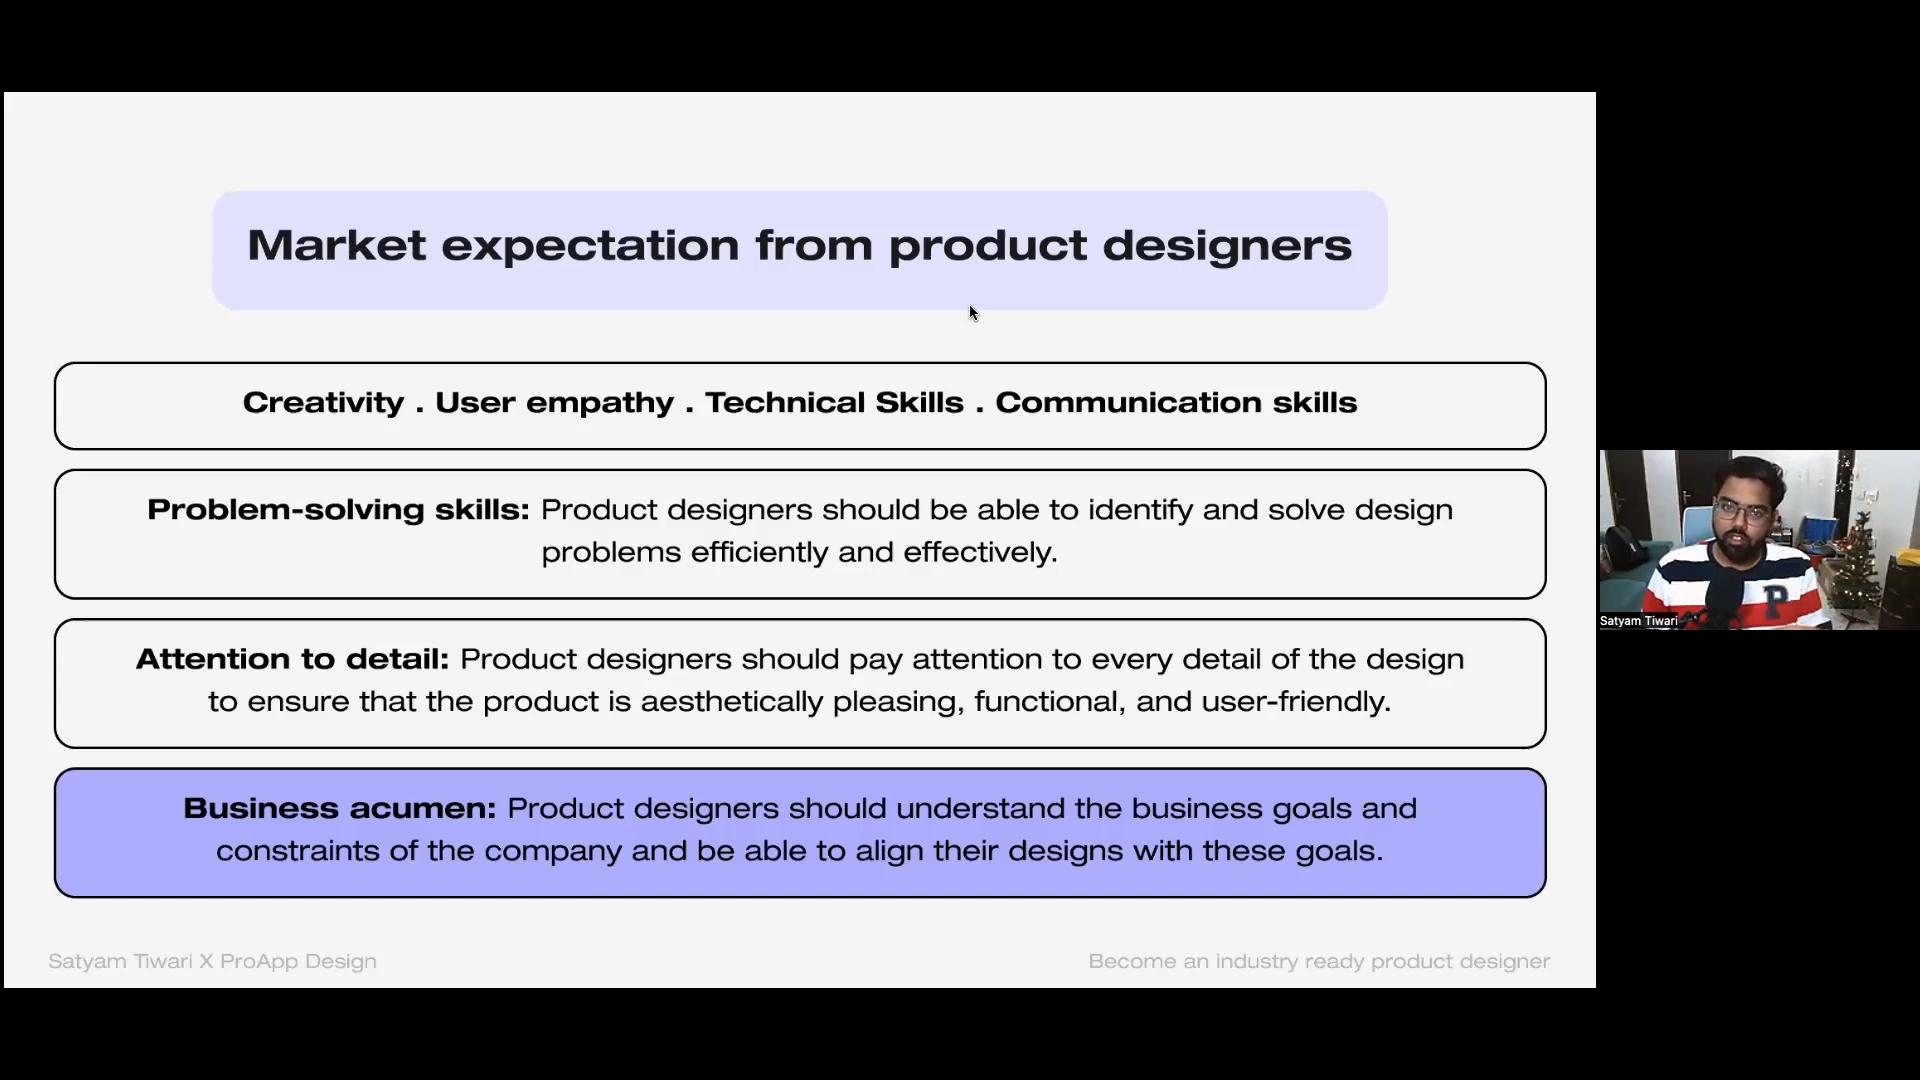 Market expectation from product designers
Creativity . User empathy . Technical Skills . Communication skills
Problem-solving skills: Product designers should be able to identify and solve design
problems efficiently and effectively.
Attention to detail: Product designers should pay attention to every detail of the design
to ensure that the product is aesthetically pleasing, functional, and user-friendly.
Business acumen: Product designers should understand the business goals and
constraints of the company and be able to align their designs with these goals.
Satyam Tiwari X ProApp Design
Become an industry ready product designer
P
Satyam Tiwari